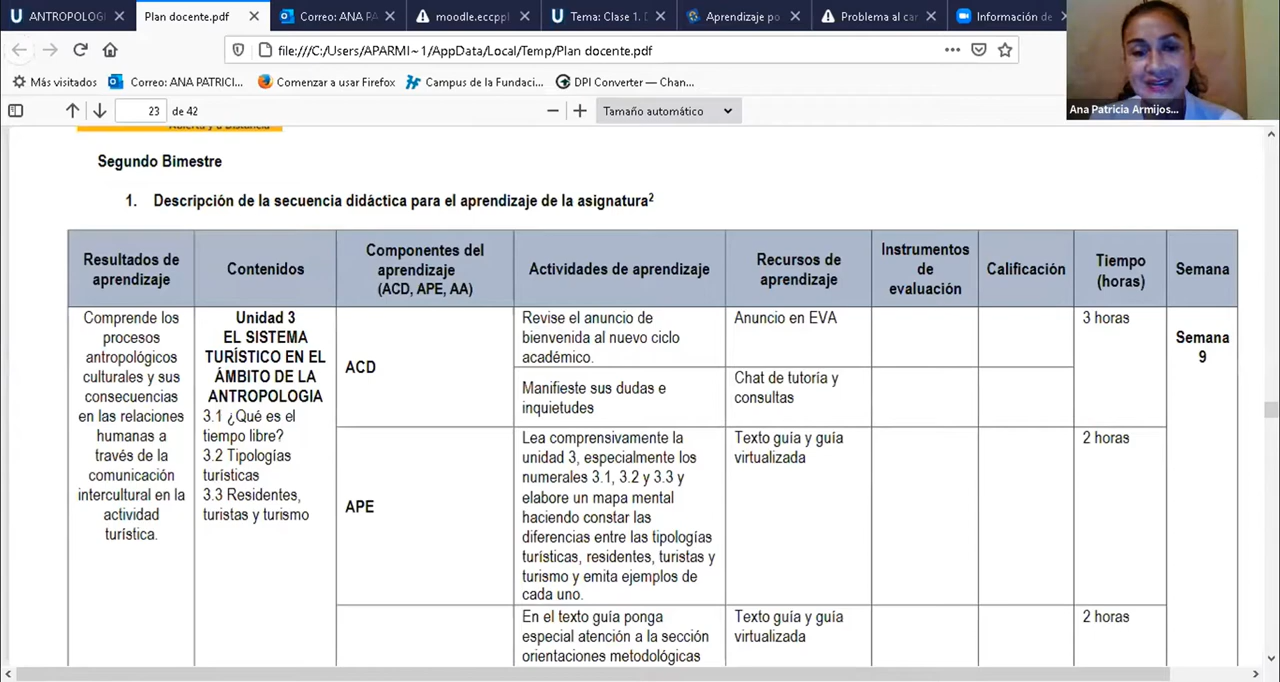 ANTROPOLOGI
Plan docente.pdf
Correo: ANA PA
moodle.eccppl
Tema: Clase 1. D
Aprendizaje po
Problema al car
Información de
file:///C:/Users/APARMI~1/AppData/Local/Temp/Plan docente.pdf
Más visitados
Correo: ANA PATRICI...
Comenzar a usar Firefox
Campus de la Fundaci...
DPI Converter — Chan...
Ana Patricia Armijos...
23 de 42
Tamaño automático
Abierta y a Distancia
Segundo Bimestre
1. Descripción de la secuencia didáctica para el aprendizaje de la asignatura²
Resultados de
aprendizaje
Contenidos
Componentes del
aprendizaje
(ACD, APE, AA)
Actividades de aprendizaje
Recursos de
aprendizaje
Instrumentos
de
evaluación
Calificación
Tiempo
(horas)
Semana
Comprende los
procesos
antropológicos
culturales y sus
consecuencias
en las relaciones
humanas a
través de la
comunicación
intercultural en la
actividad
turística.
Unidad 3
EL SISTEMA
TURÍSTICO EN EL
ÁMBITO DE LA
ANTROPOLOGIA
3.1 ¿Qué es el
tiempo libre?
3.2 Tipologías
turísticas
3.3 Residentes,
turistas y turismo
ACD
Revise el anuncio de
bienvenida al nuevo ciclo
académico.
Anuncio en EVA
3 horas
Semana
9
Manifieste sus dudas e
inquietudes
Chat de tutoría y
consultas
APE
Lea comprensivamente la
unidad 3, especialmente los
numerales 3.1, 3.2 y 3.3 y
elabore un mapa mental
haciendo constar las
diferencias entre las tipologías
turísticas, residentes, turistas y
turismo y emita ejemplos de
cada uno.
Texto guía y guía
virtualizada
2 horas
En el texto guía ponga
especial atención a la sección
orientaciones metodológicas
Texto guía y guía
virtualizada
2 horas